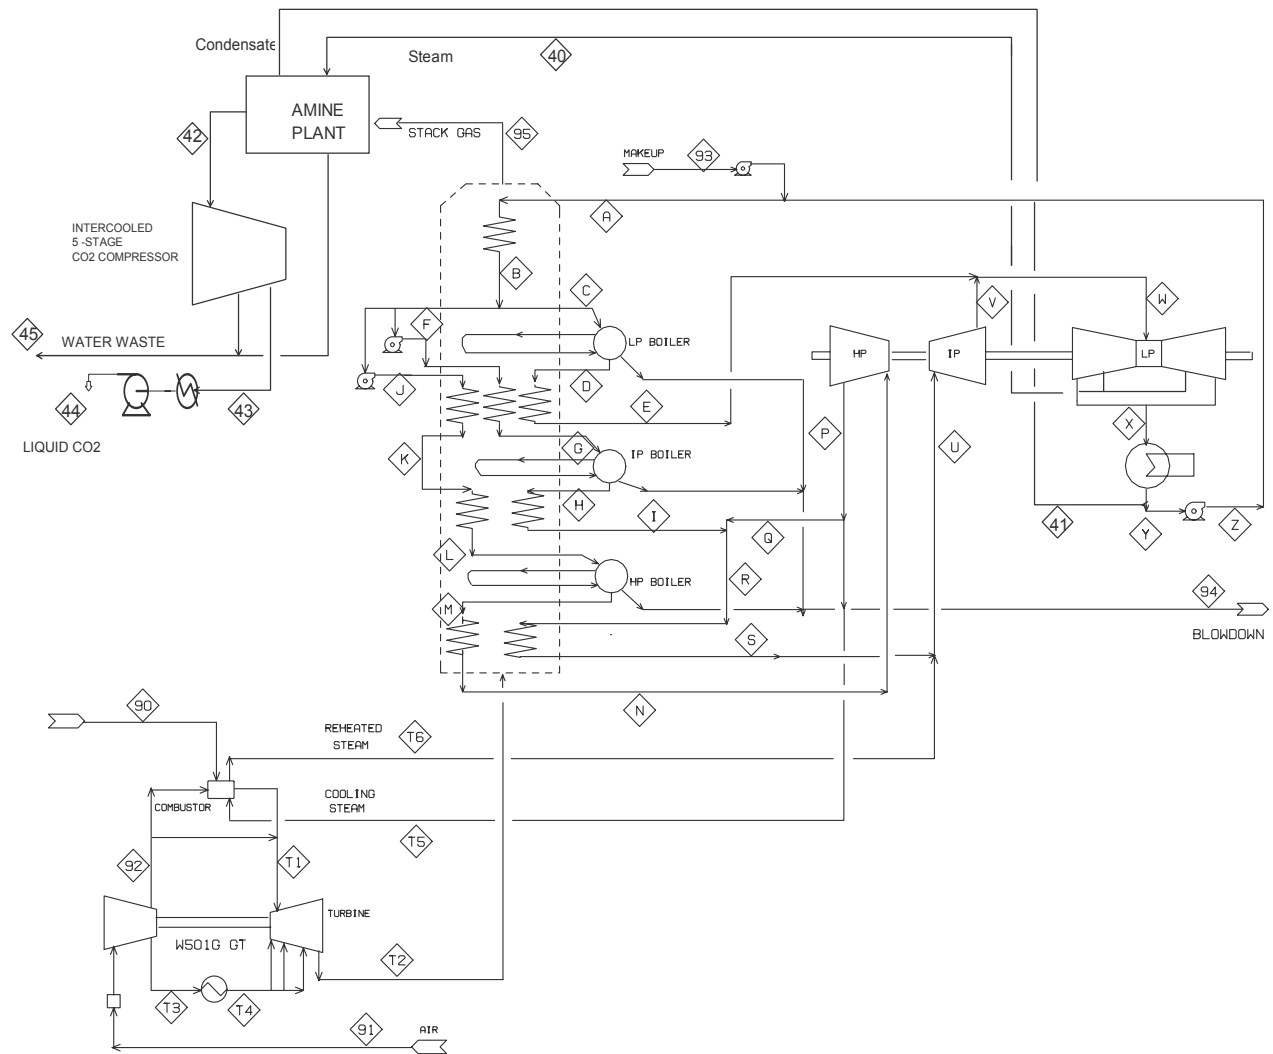 Condensate
Steam
40
AMINE
PLANT
42
STACK GAS
95
MAKEUP
93
A
INTERCOOLED
5 -STAGE
CO2 COMPRESSOR
B
C
V
W
F
45
WATER WASTE
LP BOILER
HP
IP
LP
D
J
E
44
43
P
X
U
LIQUID CO2
K
G
IP BOILER
H
I
Q
41
Y
Z
L
R
HP BOILER
M
94
BLOWDOWN
S
N
90
REHEATED
STEAM
T6
COMBUSTOR
COOLING
STEAM
T5
92
T1
TURBINE
W501G GT
T2
T3
T4
91
AIR